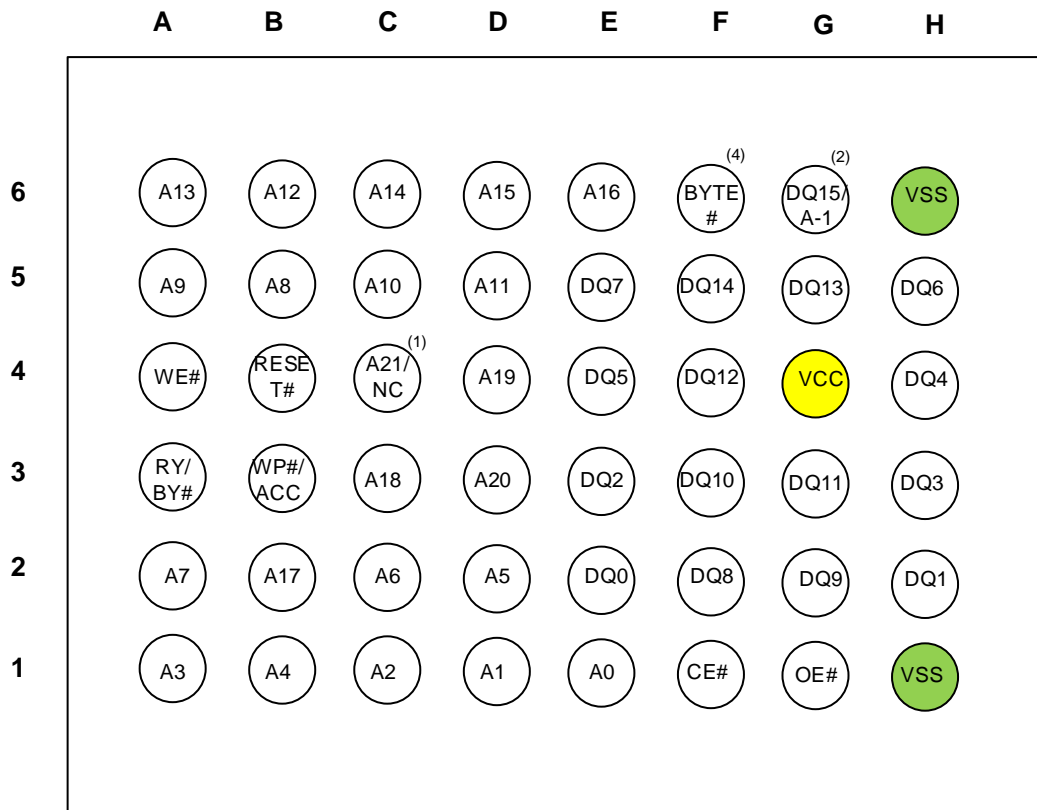 A B C D E F G H
(4) (2)
6 A13 A12 A14 A15 A16 BYTE DQ15/ VSS
# A-1
5 A9 A8 A10 A11 DQ7 DQ14 DQ13 DQ6
(1)
4 WE# RESE A21/ A19 DQ5 DQ12 VCC DQ4
T# NC
3 RY/ WP#/ A18 A20 DQ2 DQ10 DQ11 DQ3
BY# ACC
2 A7 A17 A6 A5 DQ0 DQ8 DQ9 DQ1
1 A3 A4 A2 A1 A0 CE# OE# VSS